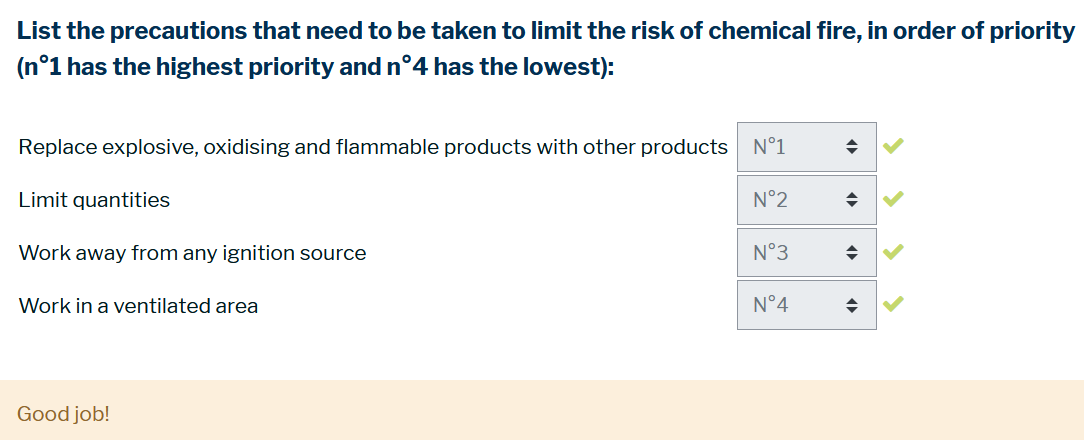 List the precautions that need to be taken to limit the risk of chemical fire, in order of priority
(n°1 has the highest priority and n°4 has the lowest):
Replace explosive, oxidising and flammable products with other products N°1
Limit quantities N°2
Work away from any ignition source N°3
Work in a ventilated area N°4
Good job!